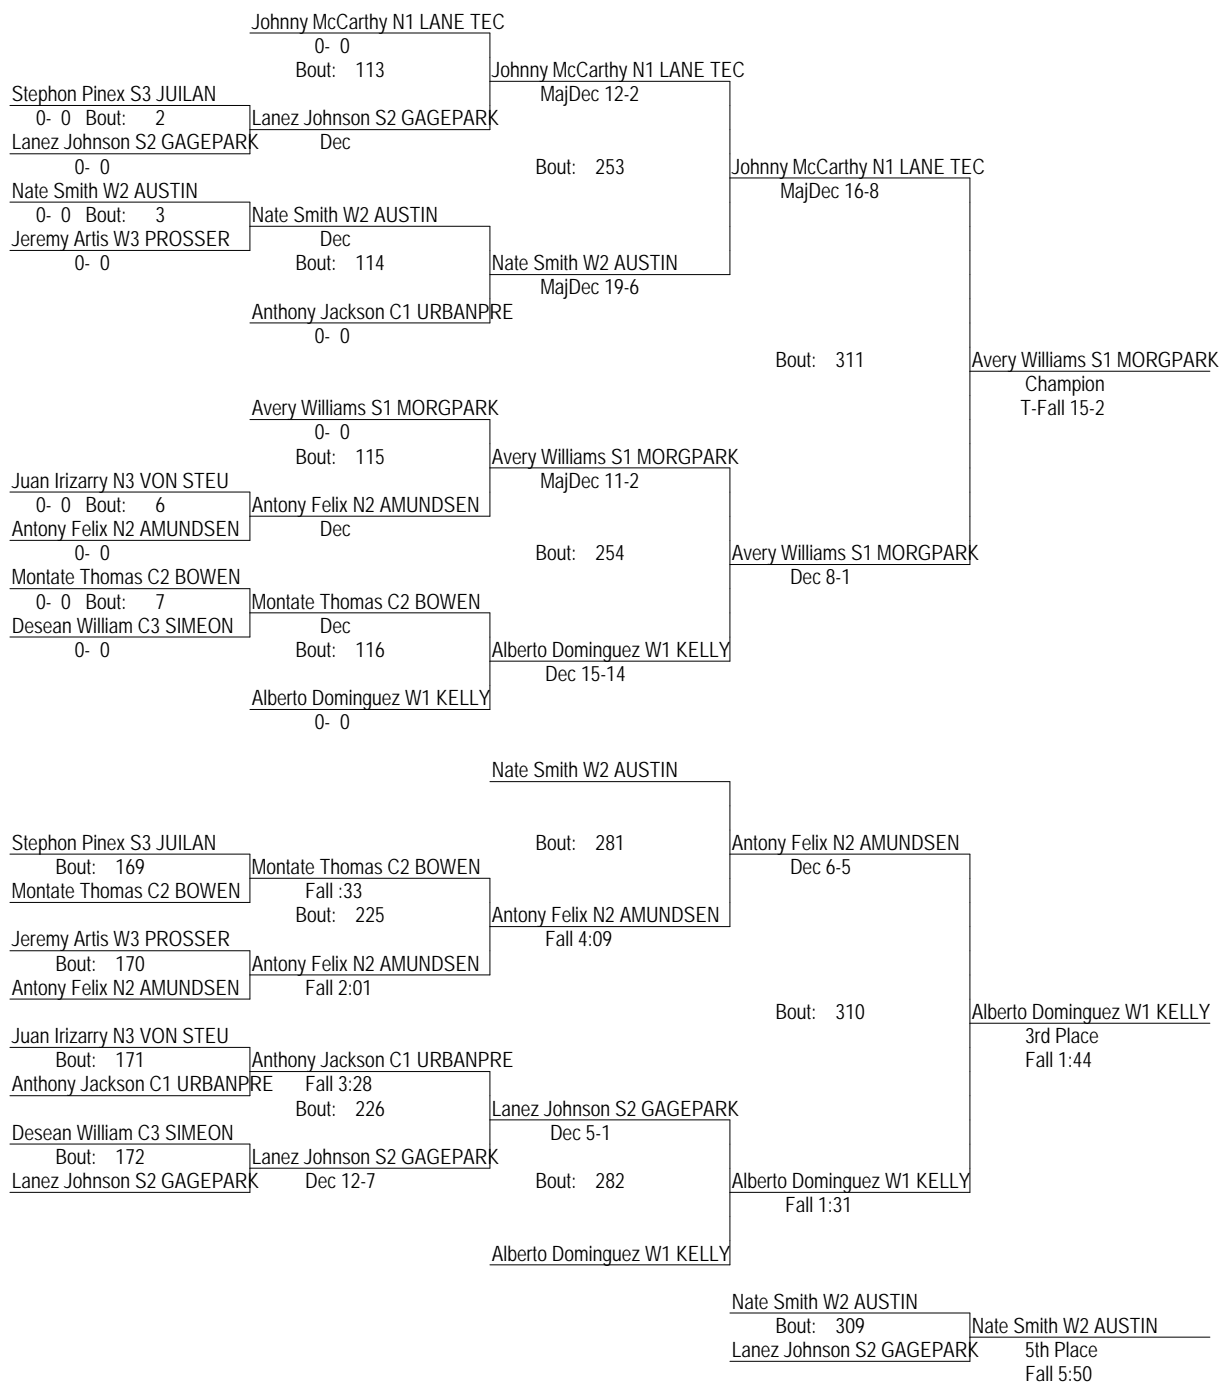 Johnny McCarthy N1 LANE TEC
0- 0
Bout: 113
Johnny McCarthy N1 LANE TEC
MajDec 12-2
Stephon Pinex S3 JUILAN
0- 0 Bout: 2
Lanez Johnson S2 GAGEPARK
Lanez Johnson S2 GAGEPARK
Dec
0- 0
Bout: 253
Johnny McCarthy N1 LANE TEC
MajDec 16-8
Nate Smith W2 AUSTIN
0- 0 Bout: 3
Nate Smith W2 AUSTIN
Jeremy Artis W3 PROSSER
Dec
0- 0
Bout: 114
Nate Smith W2 AUSTIN
MajDec 19-6
Anthony Jackson C1 URBANPRE
0- 0
Bout: 311
Avery Williams S1 MORGPARK
Champion
T-Fall 15-2
Avery Williams S1 MORGPARK
0- 0
Bout: 115
Avery Williams S1 MORGPARK
MajDec 11-2
Juan Irizarry N3 VON STEU
0- 0 Bout: 6
Antony Felix N2 AMUNDSEN
Antony Felix N2 AMUNDSEN
Dec
0- 0
Bout: 254
Avery Williams S1 MORGPARK
Dec 8-1
Montate Thomas C2 BOWEN
0- 0 Bout: 7
Montate Thomas C2 BOWEN
Desean William C3 SIMEON
Dec
0- 0
Bout: 116
Alberto Dominguez W1 KELLY
Dec 15-14
Alberto Dominguez W1 KELLY
0- 0
Nate Smith W2 AUSTIN
Bout: 281
Antony Felix N2 AMUNDSEN
Dec 6-5
Stephon Pinex S3 JUILAN
Bout: 169
Montate Thomas C2 BOWEN
Montate Thomas C2 BOWEN
Fall :33
Bout: 225
Antony Felix N2 AMUNDSEN
Fall 4:09
Jeremy Artis W3 PROSSER
Bout: 170
Antony Felix N2 AMUNDSEN
Antony Felix N2 AMUNDSEN
Fall 2:01
Bout: 310
Alberto Dominguez W1 KELLY
3rd Place
Fall 1:44
Juan Irizarry N3 VON STEU
Bout: 171
Anthony Jackson C1 URBANPRE
Anthony Jackson C1 URBANPRE
Fall 3:28
Bout: 226
Lanez Johnson S2 GAGEPARK
Dec 5-1
Desean William C3 SIMEON
Bout: 172
Lanez Johnson S2 GAGEPARK
Lanez Johnson S2 GAGEPARK
Dec 12-7
Bout: 282
Alberto Dominguez W1 KELLY
Fall 1:31
Alberto Dominguez W1 KELLY
Nate Smith W2 AUSTIN
Bout: 309
Nate Smith W2 AUSTIN
Lanez Johnson S2 GAGEPARK
5th Place
Fall 5:50